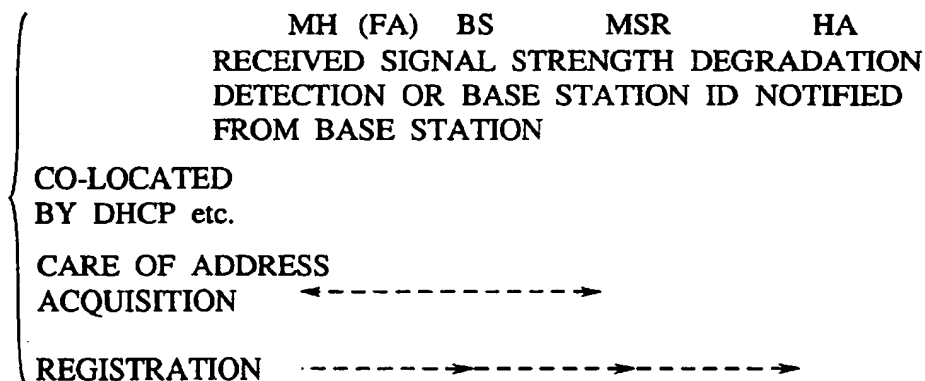 MH (FA) BS MSR HA
RECEIVED SIGNAL STRENGTH DEGRADATION
DETECTION OR BASE STATION ID NOTIFIED
FROM BASE STATION
CO-LOCATED
BY DHCP etc.
CARE OF ADDRESS
ACQUISITION
REGISTRATION